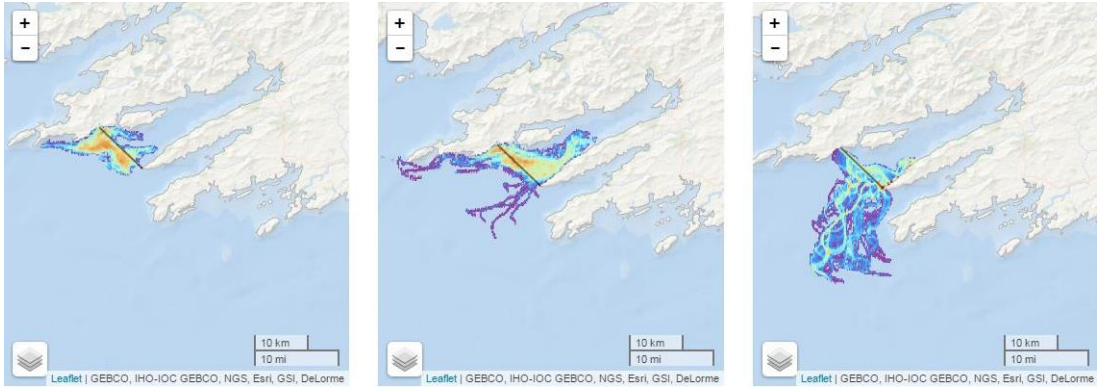 +
−
10 km
10 mi
Leaflet | GEBCO, IHO-IOC GEBCO, NGS, Esri, GSI, DeLorme
+
−
10 km
10 mi
Leaflet | GEBCO, IHO-IOC GEBCO, NGS, Esri, GSI, DeLorme
+
−
10 km
10 mi
Leaflet | GEBCO, IHO-IOC GEBCO, NGS, Esri, GSI, DeLorme